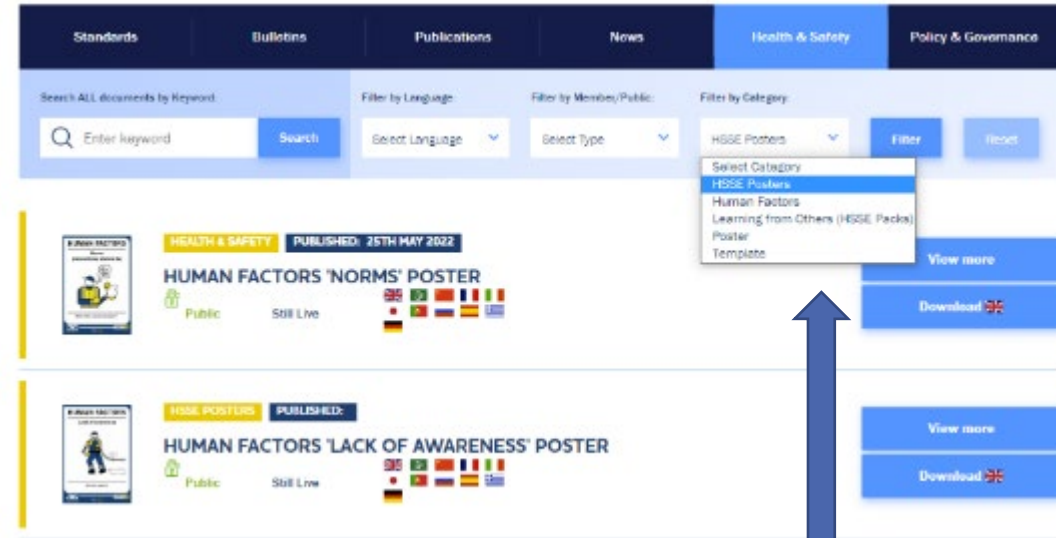 Standards Bulletins Publications News Health & Safety Policy & Governance
Search ALL documents by Keyword: Filter by Language: Filter by Member/Public: Filter by Category:
Enter keyword Search Select Language Select Type HSSE Posters Filter Reset
Select Category
HSSE Posters
Human Factors
Learning from Others (HSSE Packs)
Poster
Template
HEALTH & SAFETY PUBLISHED: 25TH MAY 2022
HUMAN FACTORS 'NORMS' POSTER
Public Still Live
View more
Download
HUMAN FACTORS
HSSE POSTERS PUBLISHED:
HUMAN FACTORS 'LACK OF AWARENESS' POSTER
Public Still Live
View more
Download
HUMAN FACTORS